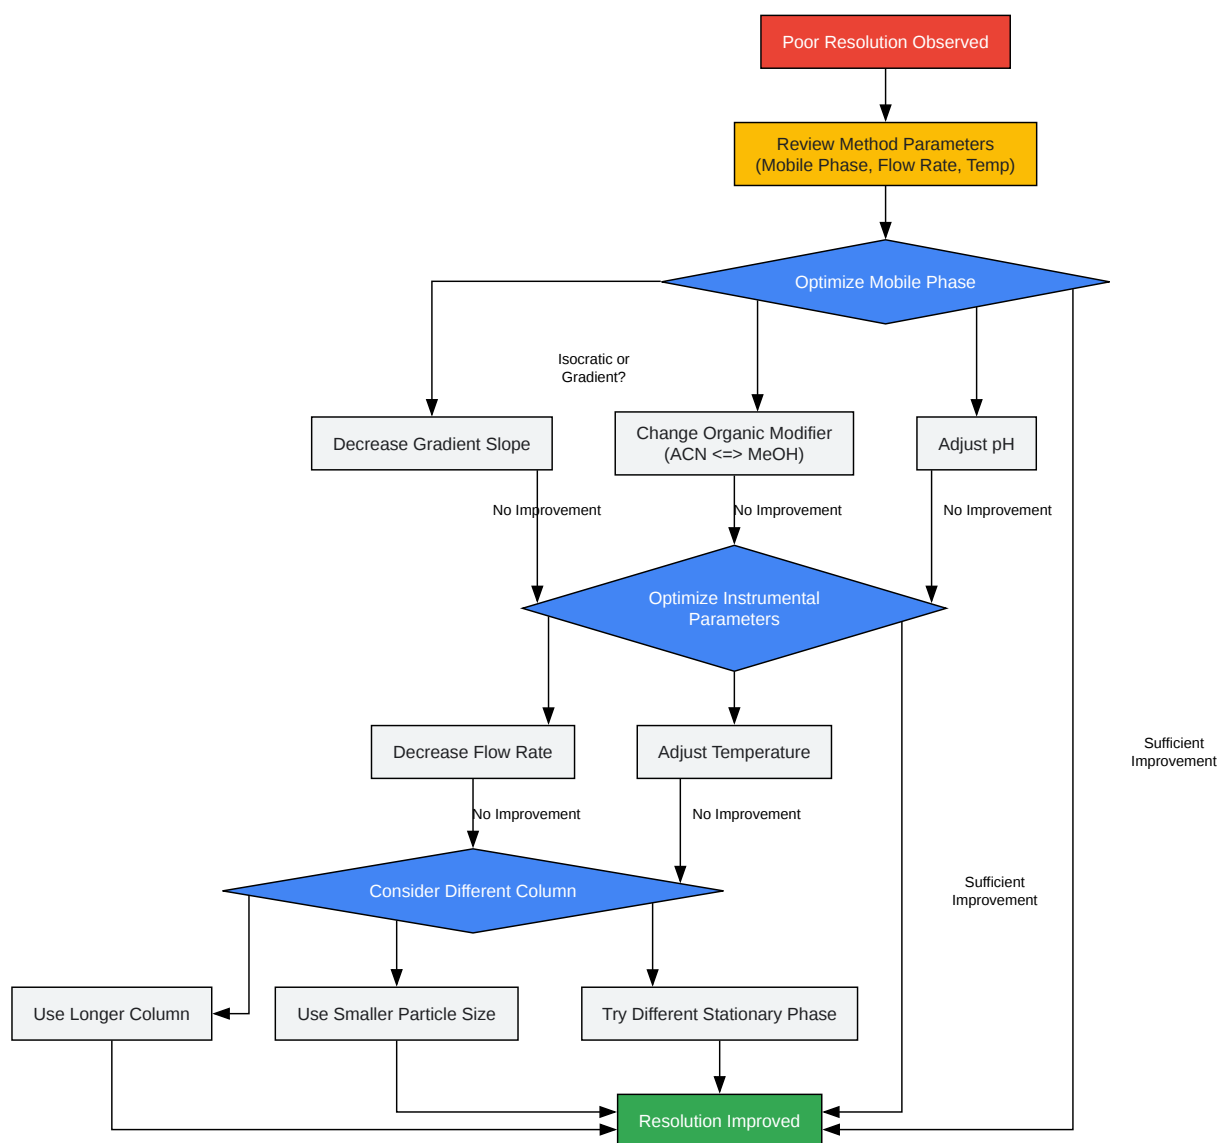 Poor Resolution Observed
Review Method Parameters
(Mobile Phase, Flow Rate, Temp)
Optimize Mobile Phase
Isocratic or
Gradient?
Decrease Gradient Slope
Change Organic Modifier
(ACN <=> MeOH)
Adjust pH
No Improvement
No Improvement
No Improvement
Optimize Instrumental
Parameters
Decrease Flow Rate
Adjust Temperature
Sufficient
Improvement
No Improvement
No Improvement
Consider Different Column
Sufficient
Improvement
Use Longer Column
Use Smaller Particle Size
Try Different Stationary Phase
Resolution Improved